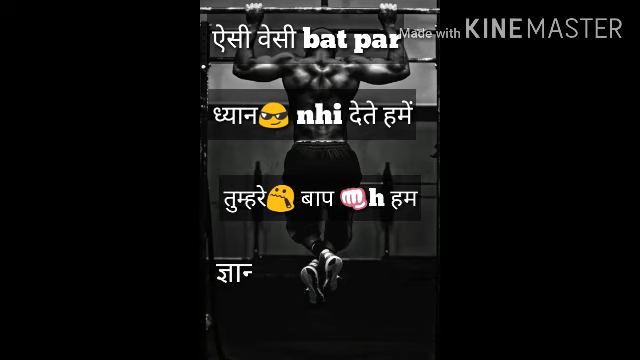 Made with KINEMASTER
ऐसी वेसी bat par
ध्यान😎 nhi देते हमें
तुम्हरे🤪 बाप 👊h हम
ज्ञान